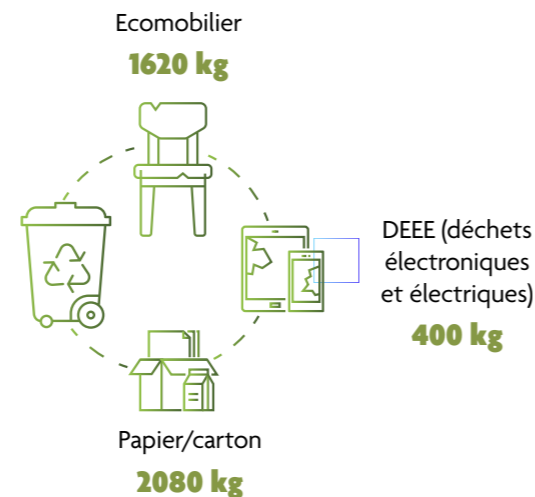 Ecomobilier
1620 kg
DEEE (déchets
électroniques
et électriques)
400 kg
Papier/carton
2080 kg